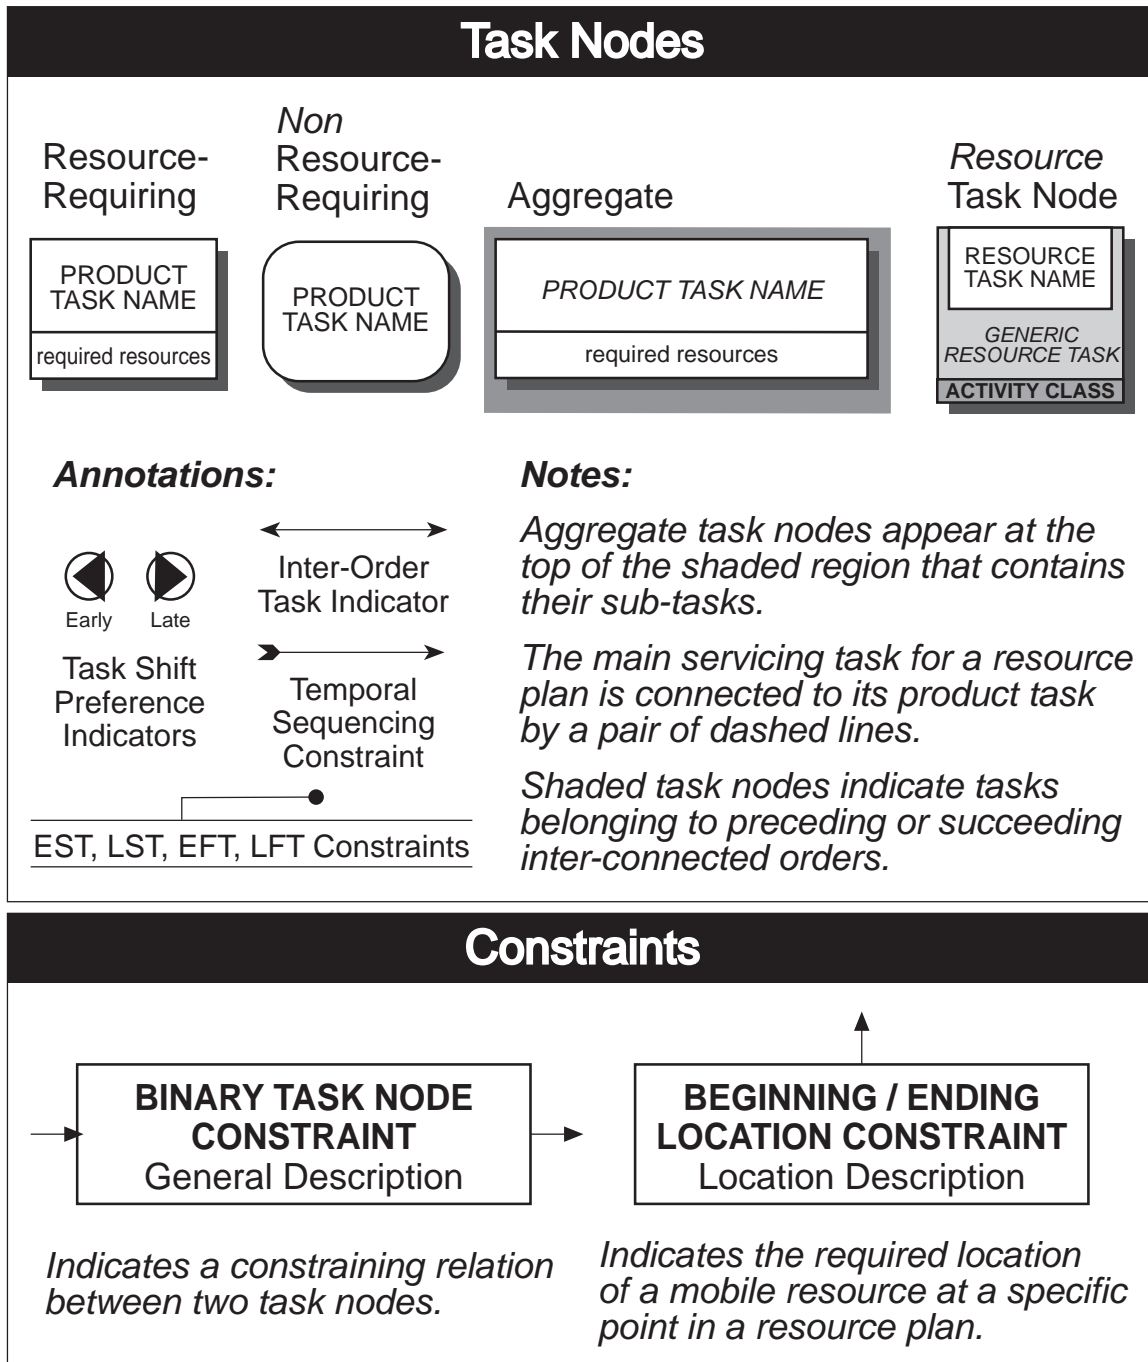 Task Nodes
Resource-
Requiring
Non
Resource-
Requiring
Aggregate
Resource
Task Node
PRODUCT
TASK NAME
required resources
PRODUCT
TASK NAME
PRODUCT TASK NAME
required resources
RESOURCE
TASK NAME
GENERIC
RESOURCE TASK
ACTIVITY CLASS
Annotations:
Early
Late
Task Shift
Preference
Indicators
Inter-Order
Task Indicator
Temporal
Sequencing
Constraint
EST, LST, EFT, LFT Constraints
Notes:
Aggregate task nodes appear at the
top of the shaded region that contains
their sub-tasks.
The main servicing task for a resource
plan is connected to its product task
by a pair of dashed lines.
Shaded task nodes indicate tasks
belonging to preceding or succeeding
inter-connected orders.
Constraints
BINARY TASK NODE
CONSTRAINT
General Description
Indicates a constraining relation
between two task nodes.
BEGINNING / ENDING
LOCATION CONSTRAINT
Location Description
Indicates the required location
of a mobile resource at a specific
point in a resource plan.